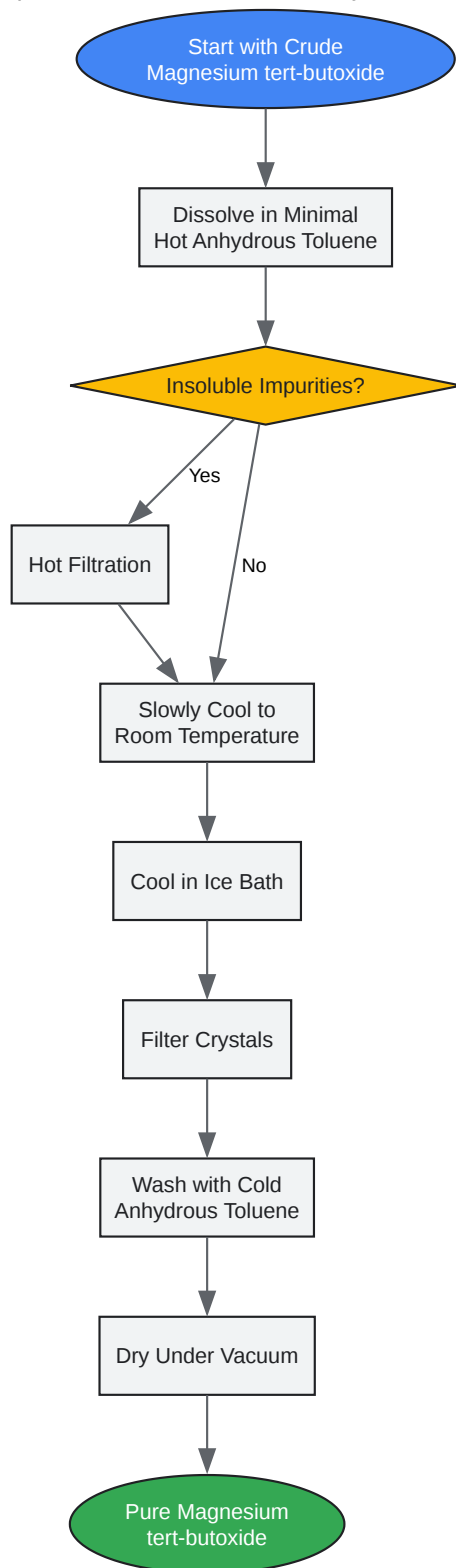 Start with Crude
Magnesium tert-butoxide
Dissolve in Minimal
Hot Anhydrous Toluene
Insoluble Impurities?
Yes
Hot Filtration
No
Slowly Cool to
Room Temperature
Cool in Ice Bath
Filter Crystals
Wash with Cold
Anhydrous Toluene
Dry Under Vacuum
Pure Magnesium
tert-butoxide